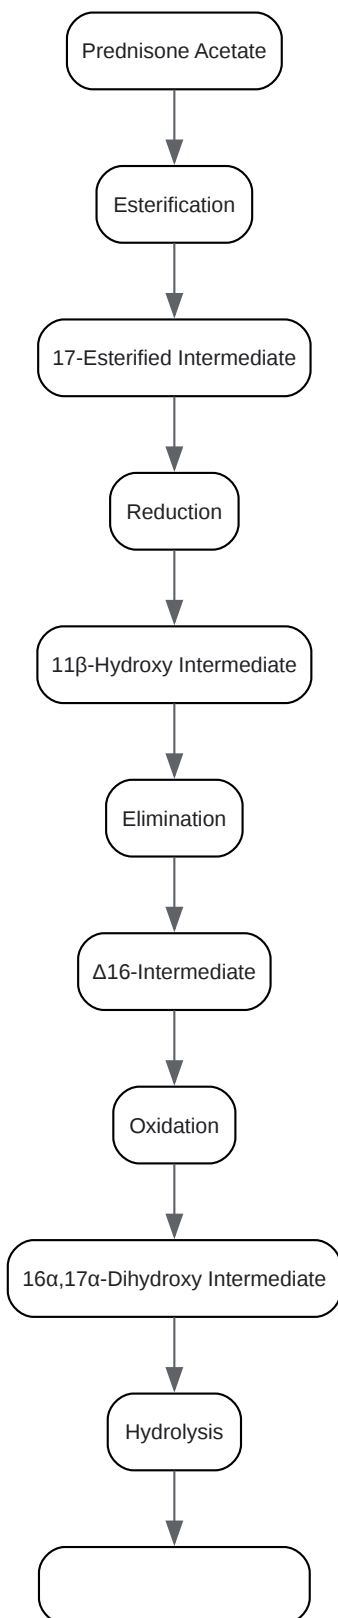 Prednisone Acetate
Esterification
17-Esterified Intermediate
Reduction
11β-Hydroxy Intermediate
Elimination
Δ16-Intermediate
Oxidation
16α,17α-Dihydroxy Intermediate
Hydrolysis